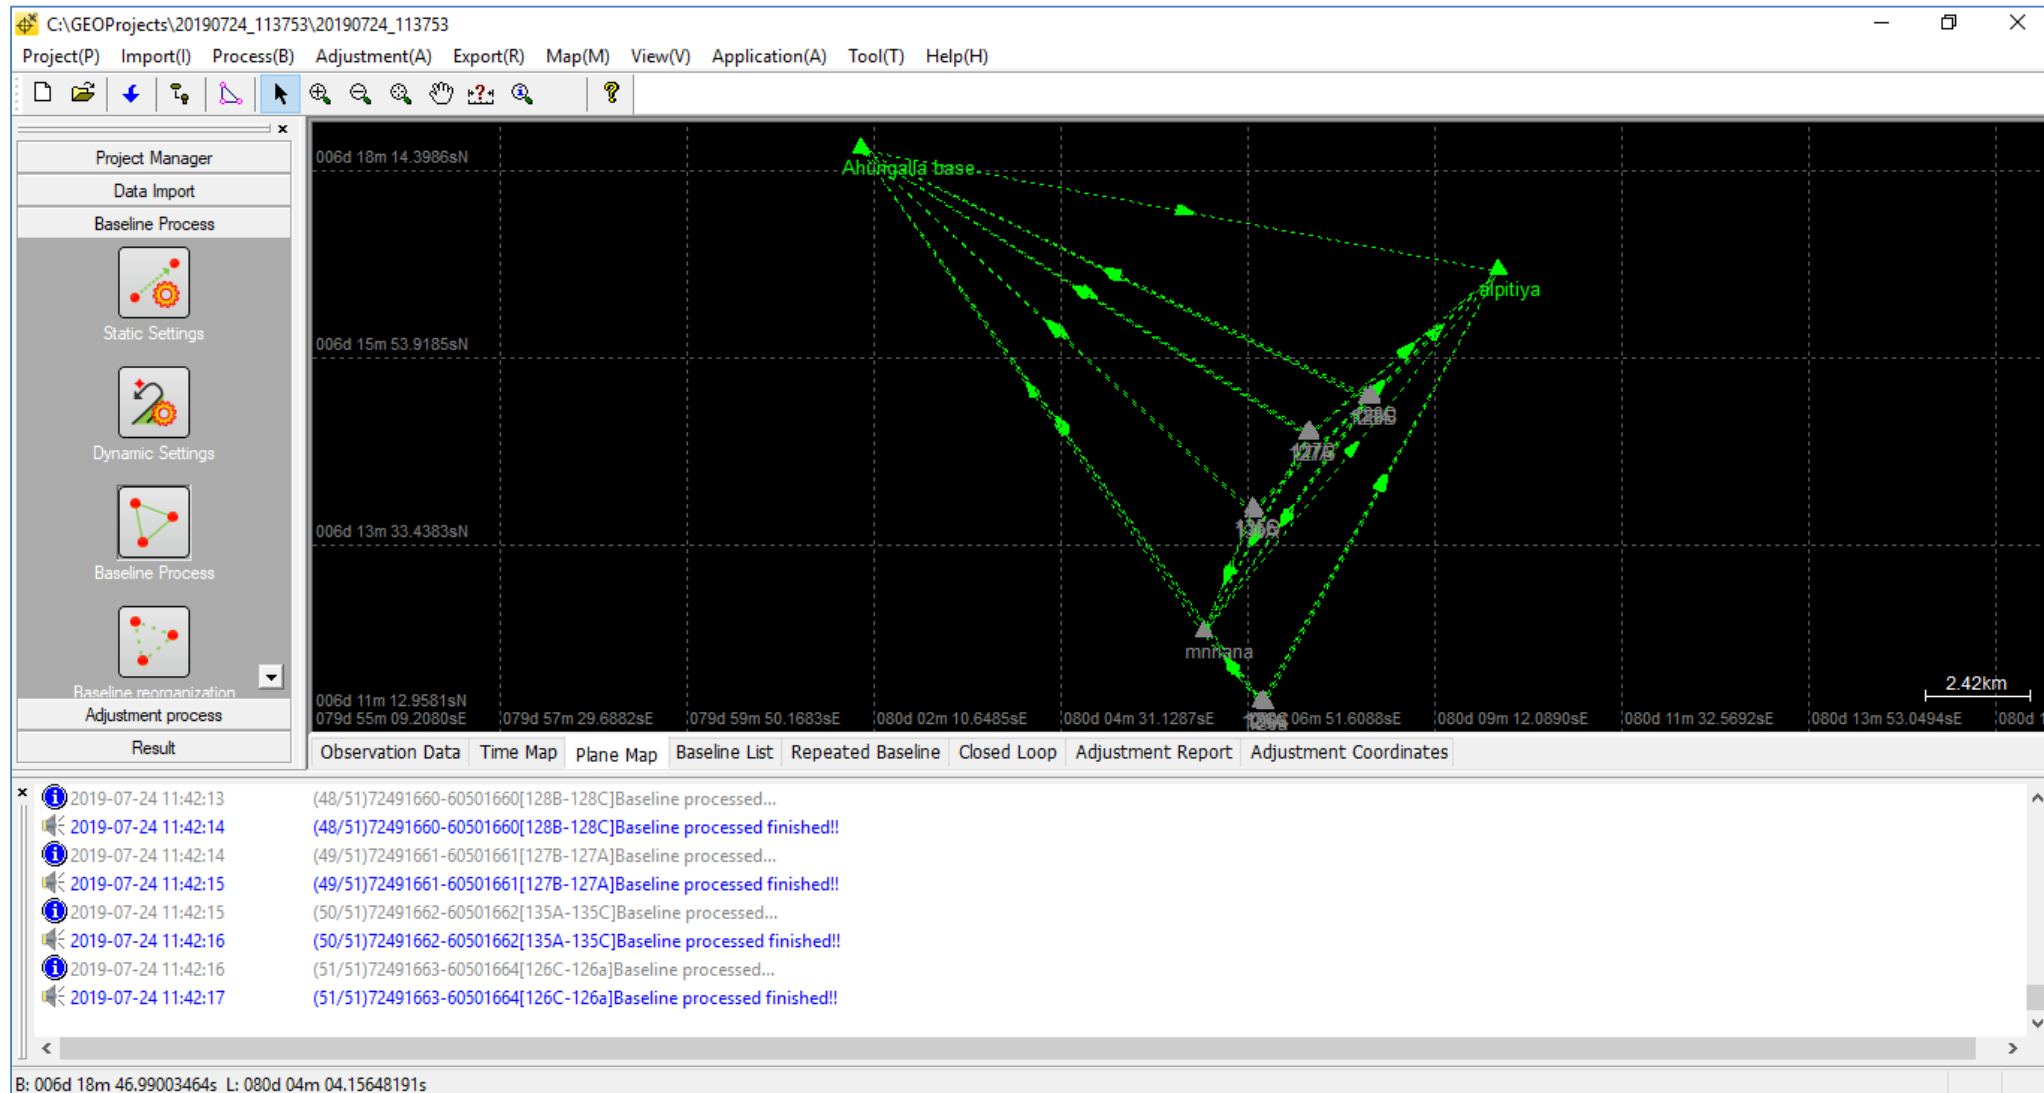 C:\GEOProjects\20190724_113753\20190724_113753
Project(P) Import(I) Process(B) Adjustment(A) Export(R) Map(M) View(V) Application(A) Tool(T) Help(H)
Project Manager
Data Import
Baseline Process
Static Settings
Dynamic Settings
Baseline Process
Baseline reorganization
Adjustment process
Result
006d 18m 14.3986sN
Ahungalla base
alpitiya
006d 15m 53.9185sN
006d 13m 33.4383sN
mnnana
2.42km
006d 11m 12.9581sN
079d 55m 09.2080sE 079d 57m 29.6882sE 079d 59m 50.1683sE 080d 02m 10.6485sE 080d 04m 31.1287sE 06m 51.6088sE 080d 09m 12.0890sE 080d 11m 32.5692sE 080d 13m 53.0494sE 080d
Observation Data Time Map Plane Map Baseline List Repeated Baseline Closed Loop Adjustment Report Adjustment Coordinates
2019-07-24 11:42:13 (48/51)72491660-60501660[128B-128C]Baseline processed...
2019-07-24 11:42:14 (48/51)72491660-60501660[128B-128C]Baseline processed finished!!
2019-07-24 11:42:14 (49/51)72491661-60501661[127B-127A]Baseline processed...
2019-07-24 11:42:15 (49/51)72491661-60501661[127B-127A]Baseline processed finished!!
2019-07-24 11:42:15 (50/51)72491662-60501662[135A-135C]Baseline processed...
2019-07-24 11:42:16 (50/51)72491662-60501662[135A-135C]Baseline processed finished!!
2019-07-24 11:42:16 (51/51)72491663-60501664[126C-126a]Baseline processed...
2019-07-24 11:42:17 (51/51)72491663-60501664[126C-126a]Baseline processed finished!!
B: 006d 18m 46.99003464s L: 080d 04m 04.15648191s